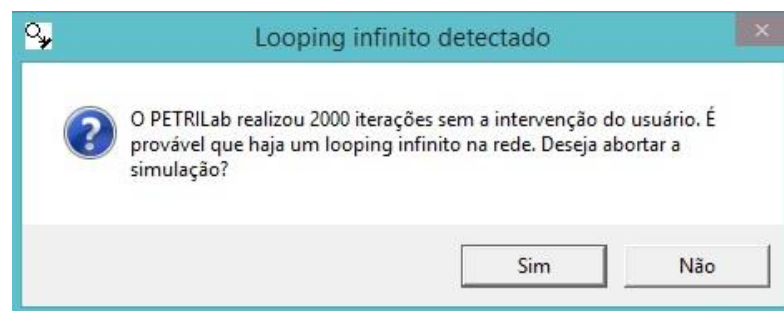 Looping infinito detectado
O PETRILab realizou 2000 iterações sem a intervenção do usuário. É
provável que haja um looping infinito na rede. Deseja abortar a
simulação?
Sim
Não